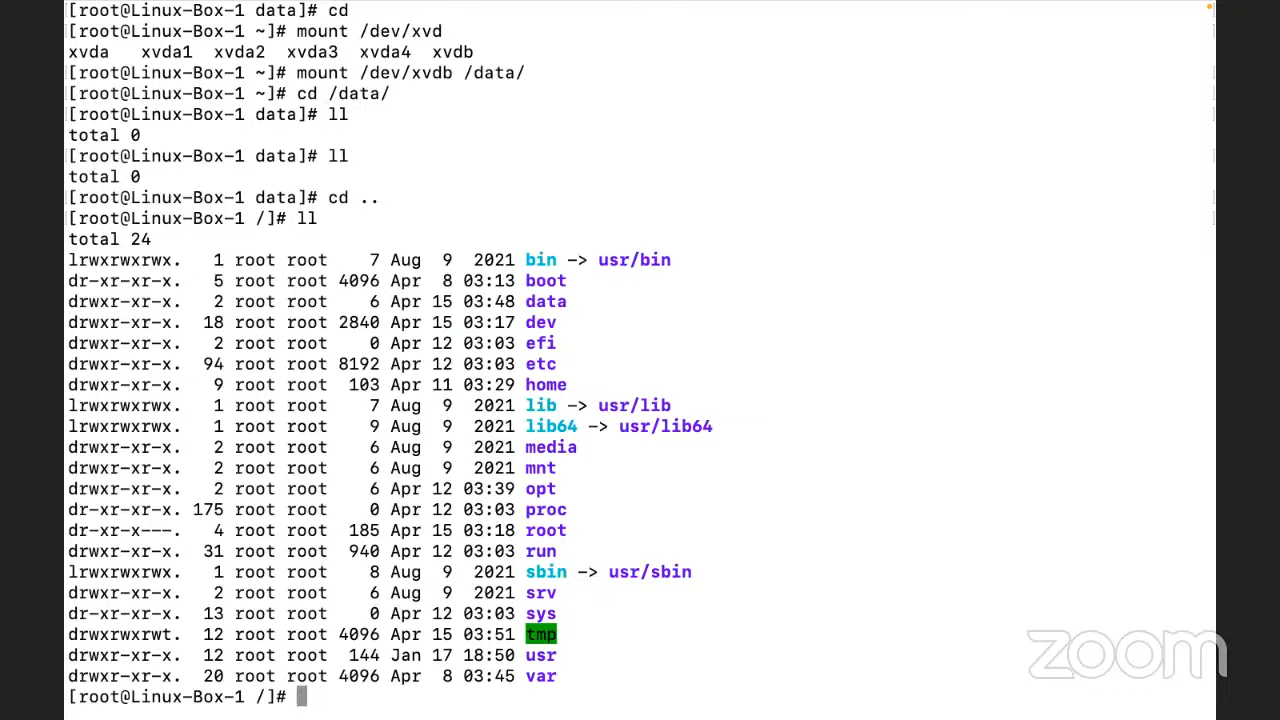 [root@Linux-Box-1 data]# cd
[root@Linux-Box-1 ~]# mount /dev/xvd
xvda   xvda1  xvda2  xvda3  xvda4  xvdb
[root@Linux-Box-1 ~]# mount /dev/xvdb /data/
[root@Linux-Box-1 ~]# cd /data/
[root@Linux-Box-1 data]# ll
total 0
[root@Linux-Box-1 data]# ll
total 0
[root@Linux-Box-1 data]# cd ..
[root@Linux-Box-1 /]# ll
total 24
lrwxrwxrwx.   1 root root    7 Aug  9  2021 bin -> usr/bin
dr-xr-xr-x.   5 root root 4096 Apr  8 03:13 boot
drwxr-xr-x.   2 root root    6 Apr 15 03:48 data
drwxr-xr-x.  18 root root 2840 Apr 15 03:17 dev
drwxr-xr-x.   2 root root    0 Apr 12 03:03 efi
drwxr-xr-x.  94 root root 8192 Apr 12 03:03 etc
drwxr-xr-x.   9 root root  103 Apr 11 03:29 home
lrwxrwxrwx.   1 root root    7 Aug  9  2021 lib -> usr/lib
lrwxrwxrwx.   1 root root    9 Aug  9  2021 lib64 -> usr/lib64
drwxr-xr-x.   2 root root    6 Aug  9  2021 media
drwxr-xr-x.   2 root root    6 Aug  9  2021 mnt
drwxr-xr-x.   2 root root    6 Apr 12 03:39 opt
dr-xr-xr-x. 175 root root    0 Apr 12 03:03 proc
dr-xr-x---.   4 root root  185 Apr 15 03:18 root
drwxr-xr-x.  31 root root  940 Apr 12 03:03 run
lrwxrwxrwx.   1 root root    8 Aug  9  2021 sbin -> usr/sbin
drwxr-xr-x.   2 root root    6 Aug  9  2021 srv
dr-xr-xr-x.  13 root root    0 Apr 12 03:03 sys
drwxrwxrwt.  12 root root 4096 Apr 15 03:51 tmp
drwxr-xr-x.  12 root root  144 Jan 17 18:50 usr
drwxr-xr-x.  20 root root 4096 Apr  8 03:45 var
[root@Linux-Box-1 /]#
zoom